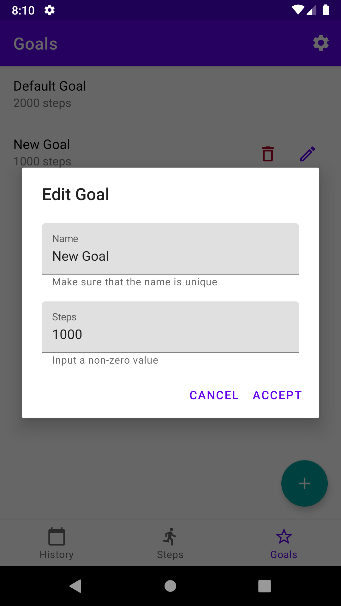 8:10
Goals
Default Goal
2000 steps
New Goal
1000 steps
Edit Goal
Name
New Goal
Make sure that the name is unique
Steps
1000
Input a non-zero value
CANCEL ACCEPT
History Steps Goals